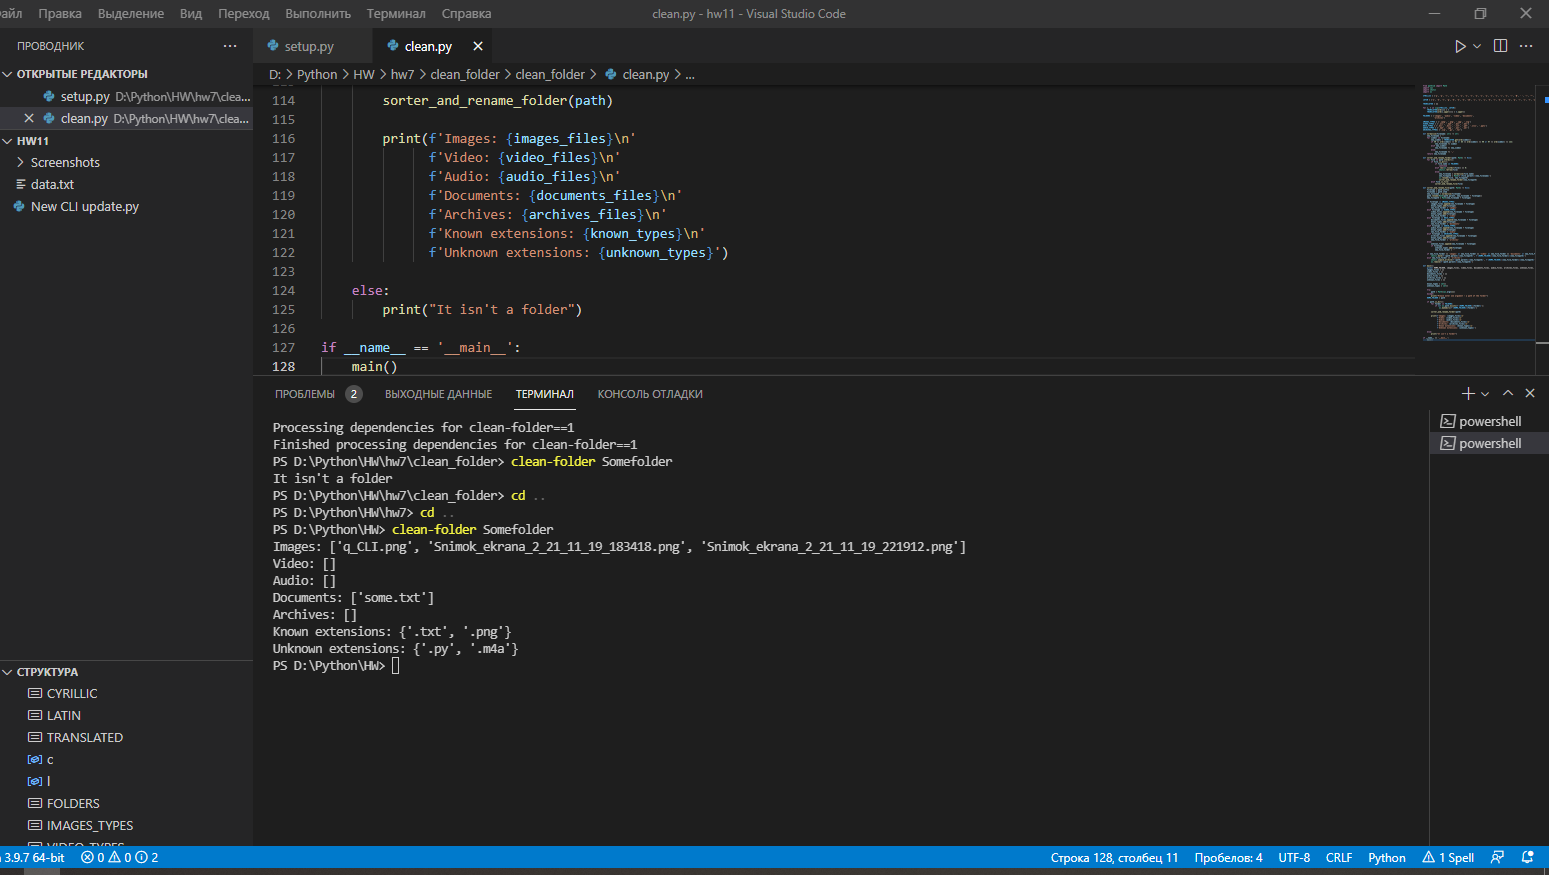 айл Правка Выделение Вид Переход Выполнить Терминал Справка
clean.py - hw11 - Visual Studio Code
ПРОВОДНИК
ОТКРЫТЫЕ РЕДАКТОРЫ
setup.py D:\Python\HW\hw7\clea...
clean.py D:\Python\HW\hw7\clea...
HW11
Screenshots
data.txt
New CLI update.py
СТРУКТУРА
CYRILLIC
LATIN
TRANSLATED
c
l
FOLDERS
IMAGES_TYPES
VIDEO_TYPES
setup.py clean.py
D: > Python > HW > hw7 > clean_folder > clean_folder > clean.py > ...
114 sorter_and_rename_folder(path)
115
116 print(f'Images: {images_files}\n'
117 f'Video: {video_files}\n'
118 f'Audio: {audio_files}\n'
119 f'Documents: {documents_files}\n'
120 f'Archives: {archives_files}\n'
121 f'Known extensions: {known_types}\n'
122 f'Unknown extensions: {unknown_types}')
123
124 else:
125 print("It isn't a folder")
126
127 if __name__ == '__main__':
128 main()
ПРОБЛЕМЫ 2 ВЫХОДНЫЕ ДАННЫЕ ТЕРМИНАЛ КОНСОЛЬ ОТЛАДКИ
Processing dependencies for clean-folder==1
Finished processing dependencies for clean-folder==1
PS D:\Python\HW\hw7\clean_folder> clean-folder Somefolder
It isn't a folder
PS D:\Python\HW\hw7\clean_folder> cd ..
PS D:\Python\HW\hw7> cd ..
PS D:\Python\HW> clean-folder Somefolder
Images: ['q_CLI.png', 'Snimok_ekrana_2_21_11_19_183418.png', 'Snimok_ekrana_2_21_11_19_221912.png']
Video: []
Audio: []
Documents: ['some.txt']
Archives: []
Known extensions: {'.txt', '.png'}
Unknown extensions: {'.py', '.m4a'}
PS D:\Python\HW>
powershell
powershell
3.9.7 64-bit 0 0 2
Строка 128, столбец 11 Пробелов: 4 UTF-8 CRLF Python 1 Spell